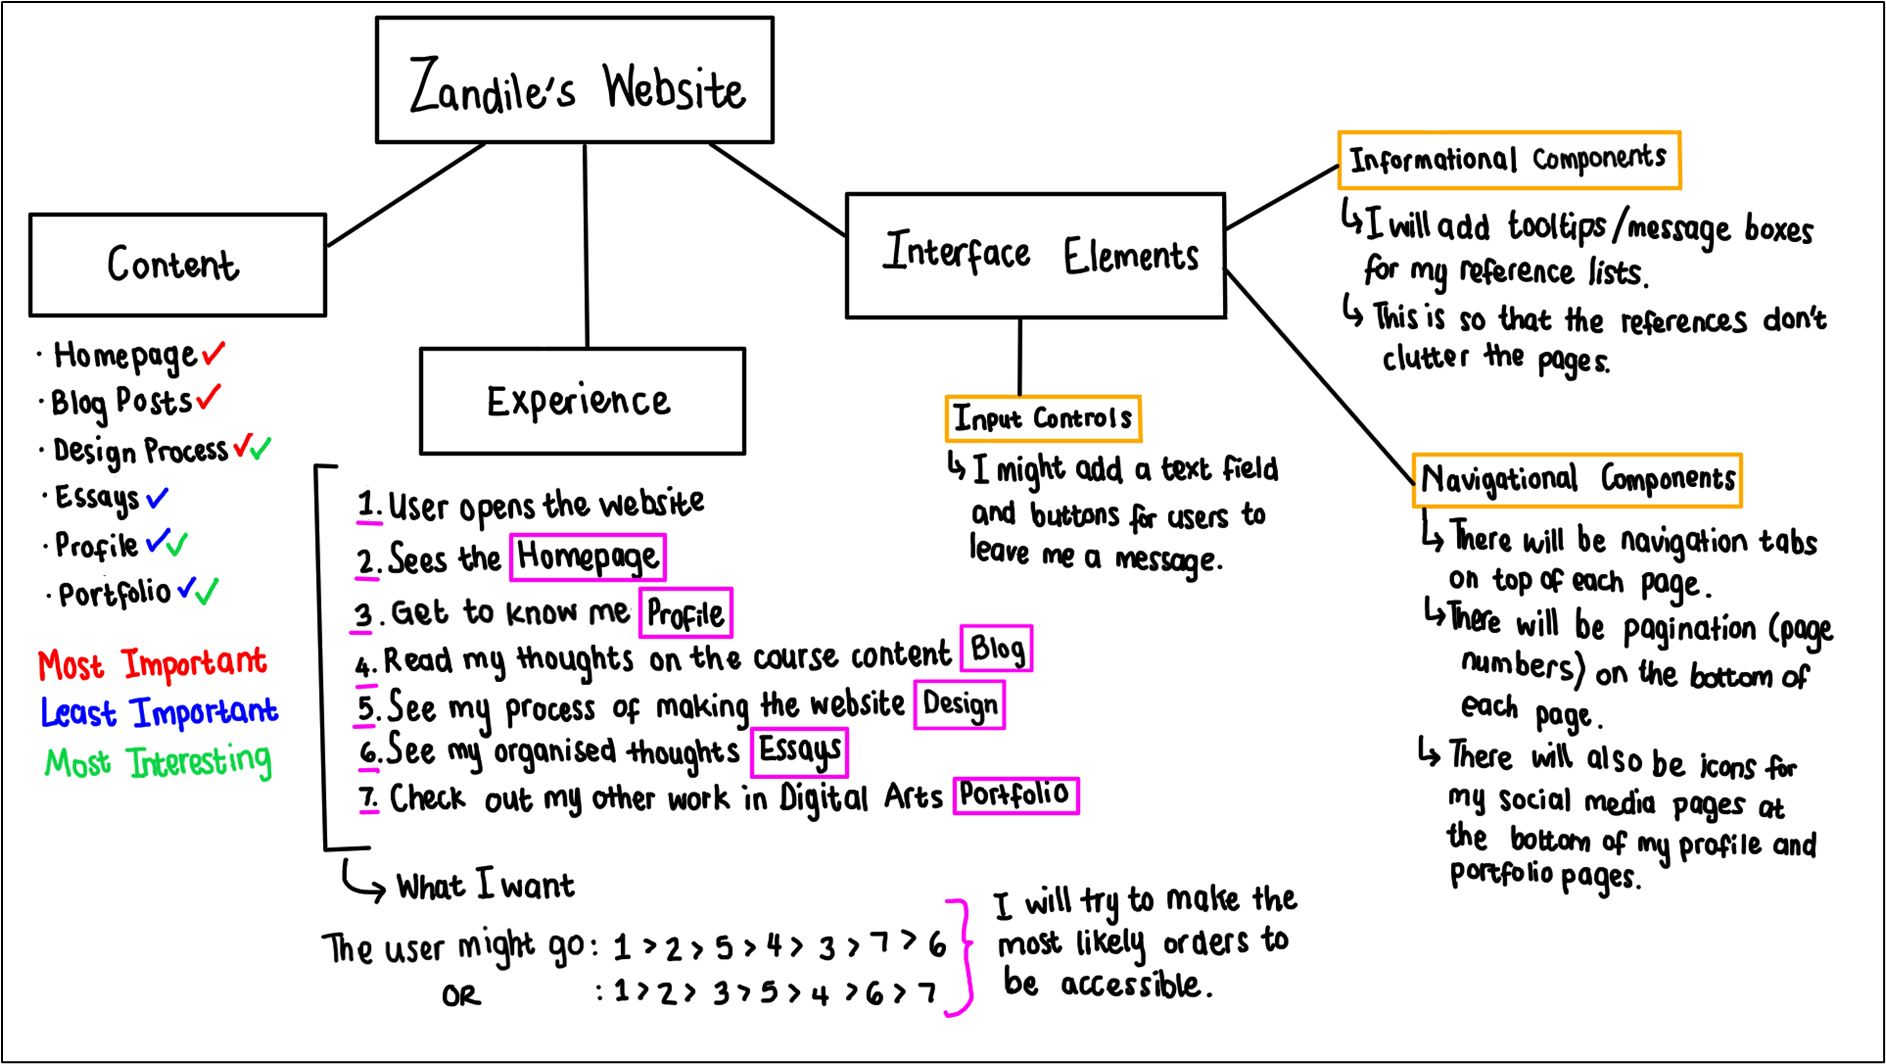 Zandile's Website
Content
· Homepage ✓
· Blog Posts ✓
· Design Process ✓✓
· Essays ✓
· Profile ✓✓
· Portfolio ✓✓
Most Important
Least Important
Most Interesting
Experience
1. User opens the website
2. Sees the Homepage
3. Get to know me Profile
4. Read my thoughts on the course content Blog
5. See my process of making the website Design
6. See my organised thoughts Essays
7. Check out my other work in Digital Arts Portfolio
What I want
The user might go: 1 > 2 > 5 > 4 > 3 > 7 > 6
OR : 1 > 2 > 3 > 5 > 4 > 6 > 7
I will try to make the
most likely orders to
be accessible.
Interface Elements
Input Controls
↳ I might add a text field
and buttons for users to
leave me a message.
Informational Components
↳ I will add tooltips/message boxes
for my reference lists.
↳ This is so that the references don't
clutter the pages.
Navigational Components
↳ There will be navigation tabs
on top of each page.
↳ There will be pagination (page
numbers) on the bottom of
each page.
↳ There will also be icons for
my social media pages at
the bottom of my profile and
portfolio pages.